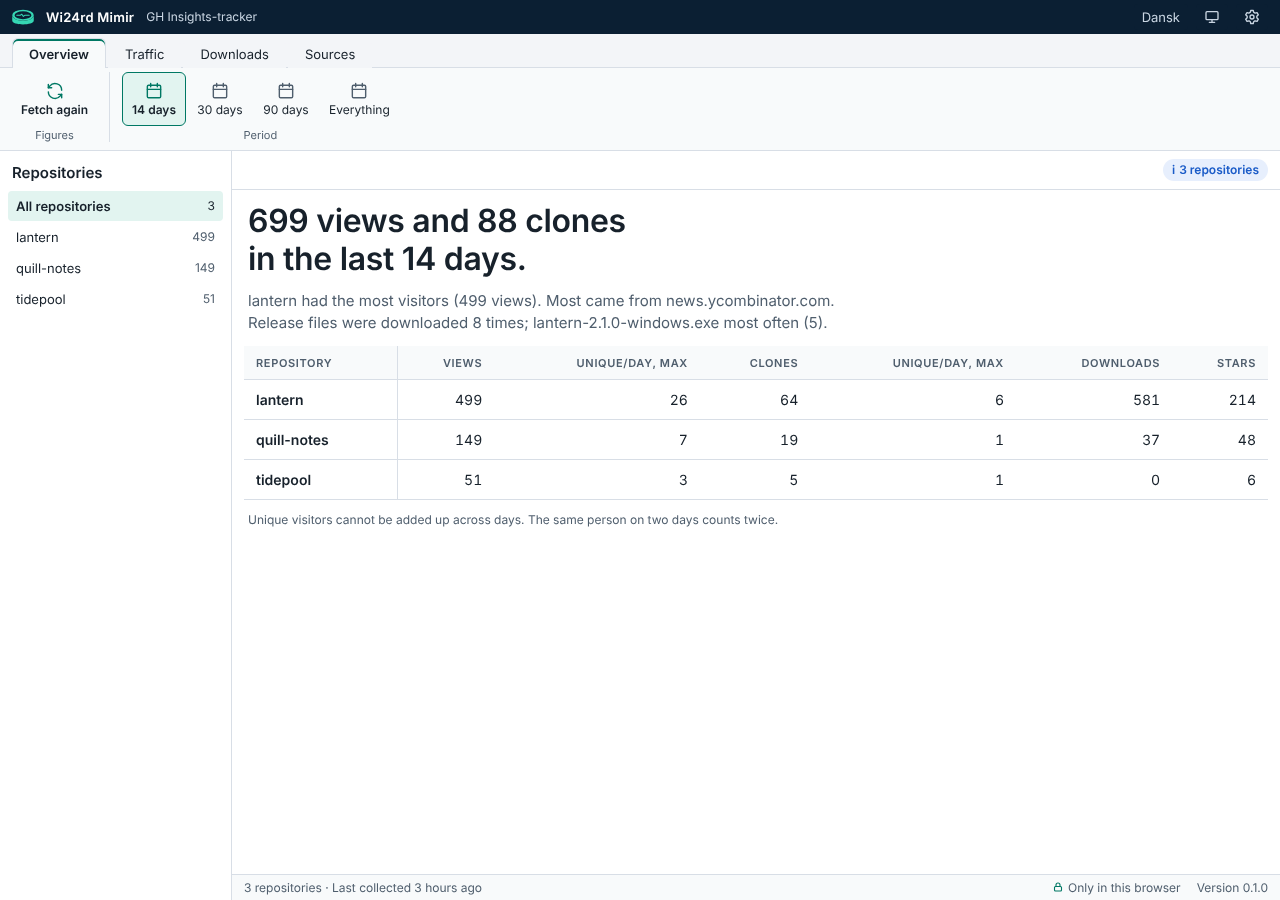 Wi24rd Mimir GH Insights-tracker Dansk
Overview Traffic Downloads Sources
Fetch again 14 days 30 days 90 days Everything
Figures Period
Repositories
All repositories 3
lantern 499
quill-notes 149
tidepool 51
i 3 repositories
699 views and 88 clones
in the last 14 days.
lantern had the most visitors (499 views). Most came from news.ycombinator.com.
Release files were downloaded 8 times; lantern-2.1.0-windows.exe most often (5).
REPOSITORY VIEWS UNIQUE/DAY, MAX CLONES UNIQUE/DAY, MAX DOWNLOADS STARS
lantern 499 26 64 6 581 214
quill-notes 149 7 19 1 37 48
tidepool 51 3 5 1 0 6
Unique visitors cannot be added up across days. The same person on two days counts twice.
3 repositories · Last collected 3 hours ago Only in this browser Version 0.1.0